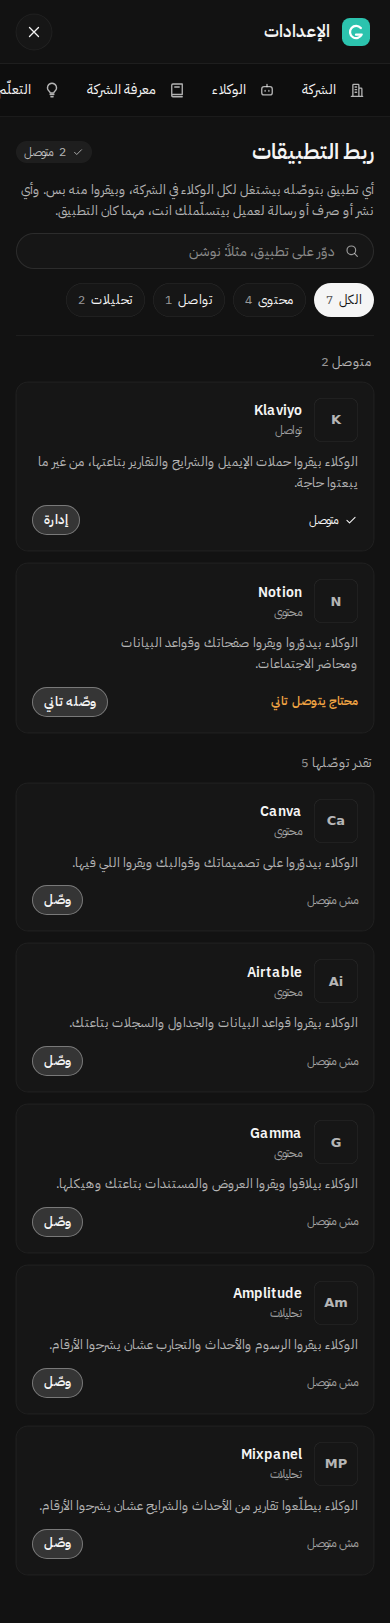 الإعدادات
الشركة
الوكلاء
معرفة الشركة
التعلّم
ربط التطبيقات
2 متوصل
أي تطبيق بتوصّله بيشتغل لكل الوكلاء في الشركة، وبيقروا منه بس. وأي
نشر أو صرف أو رسالة لعميل بيتسلّملك انت، مهما كان التطبيق.
دوّر على تطبيق، مثلاً: نوشن
الكل 7
محتوى 4
تواصل 1
تحليلات 2
متوصل 2
K
Klaviyo
تواصل
الوكلاء بيقروا حملات الإيميل والشرايح والتقارير بتاعتها، من غير ما
يبعتوا حاجة.
متوصل
إدارة
N
Notion
محتوى
الوكلاء بيدوّروا ويقروا صفحاتك وقواعد البيانات
ومحاضر الاجتماعات.
محتاج يتوصل تاني
وصّله تاني
تقدر توصّلها 5
Ca
Canva
محتوى
الوكلاء بيدوّروا على تصميماتك وقوالبك ويقروا اللي فيها.
مش متوصل
وصّل
Ai
Airtable
محتوى
الوكلاء بيقروا قواعد البيانات والجداول والسجلات بتاعتك.
مش متوصل
وصّل
G
Gamma
محتوى
الوكلاء بيلاقوا ويقروا العروض والمستندات بتاعتك وهيكلها.
مش متوصل
وصّل
Am
Amplitude
تحليلات
الوكلاء بيقروا الرسوم والأحداث والتجارب عشان يشرحوا الأرقام.
مش متوصل
وصّل
MP
Mixpanel
تحليلات
الوكلاء بيطلّعوا تقارير من الأحداث والشرايح عشان يشرحوا الأرقام.
مش متوصل
وصّل